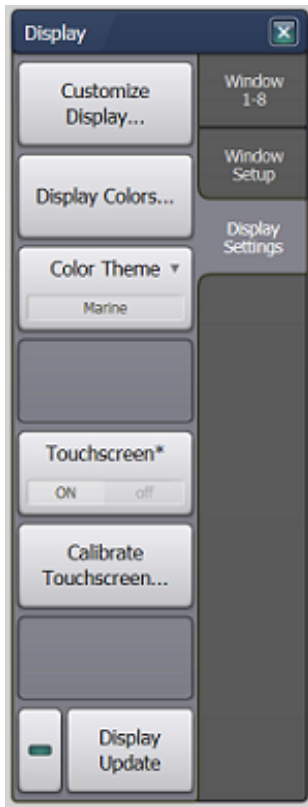 Display
Customize
Display...
Display Colors...
Color Theme
Marine
Touchscreen*
ON off
Calibrate
Touchscreen...
Display
Update
Window
1-8
Window
Setup
Display
Settings